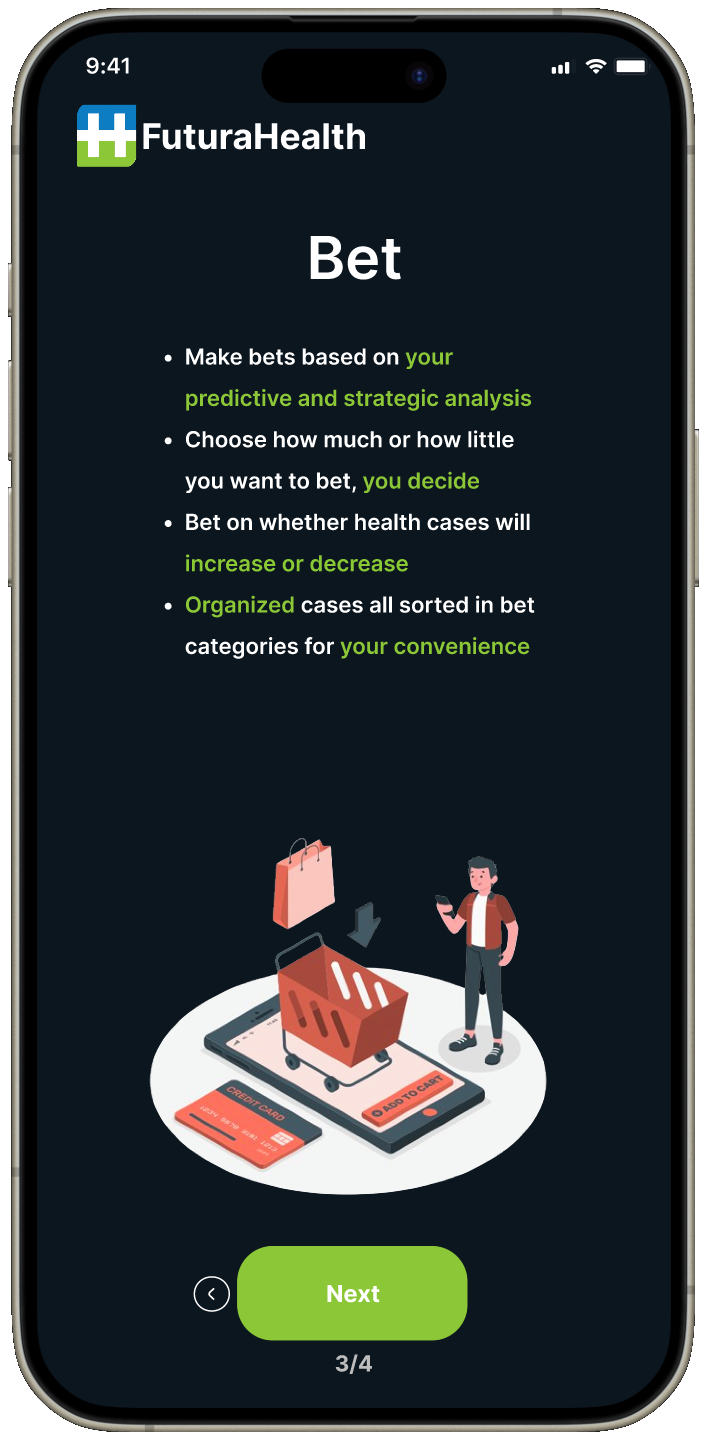 9:41
FuturaHealth
Bet
• Make bets based on your
predictive and strategic analysis
• Choose how much or how little
you want to bet, you decide
• Bet on whether health cases will
increase or decrease
• Organized cases all sorted in bet
categories for your convenience
CREDIT CARD
ADD TO CART
Next
3/4